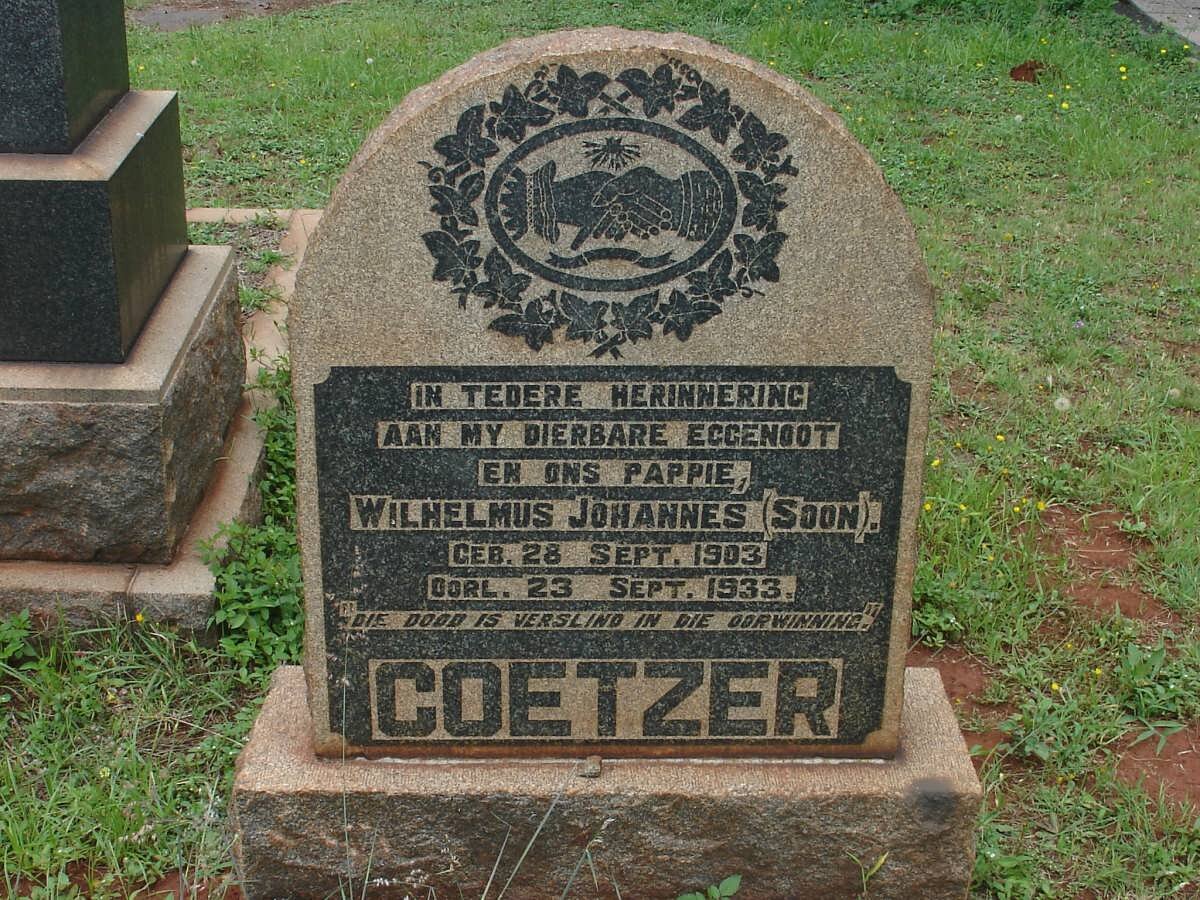 IN TEDERE HERINNERING
AAN MY DIERBARE EGGENOOT
EN ONS PAPPIE,
WILHELMUS JOHANNES (SOON).
GEB. 28 SEPT. 1903
OORL. 23 SEPT. 1933.
"DIE DOOD IS VERSLIND IN DIE OORWINNING."
COETZER